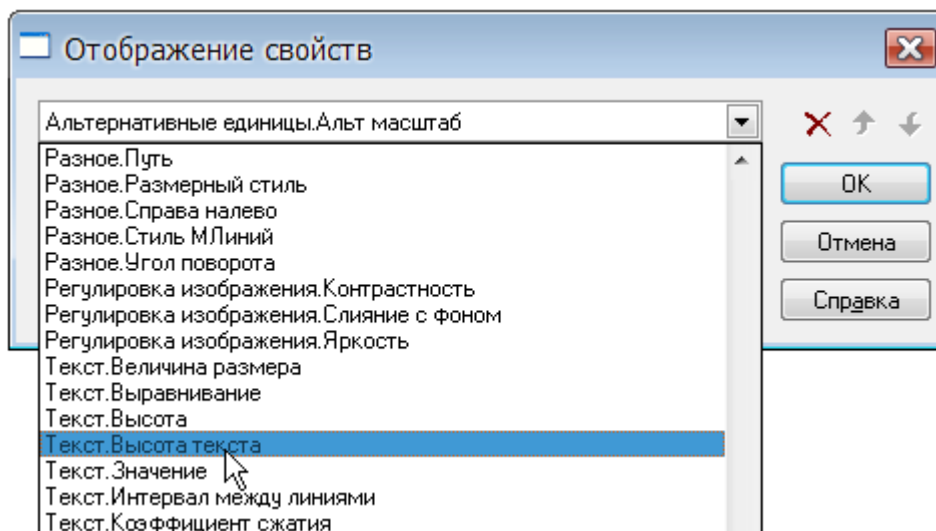 Отображение свойств
Альтернативные единицы.Альт масштаб
Разное.Путь
Разное.Размерный стиль
Разное.Справа налево
Разное.Стиль МЛиний
Разное.Угол поворота
Регулировка изображения.Контрастность
Регулировка изображения.Слияние с фоном
Регулировка изображения.Яркость
Текст.Величина размера
Текст.Выравнивание
Текст.Высота
Текст.Высота текста
Текст.Значение
Текст.Интервал между линиями
Текст.Коэффициент сжатия
OK
Отмена
Справка